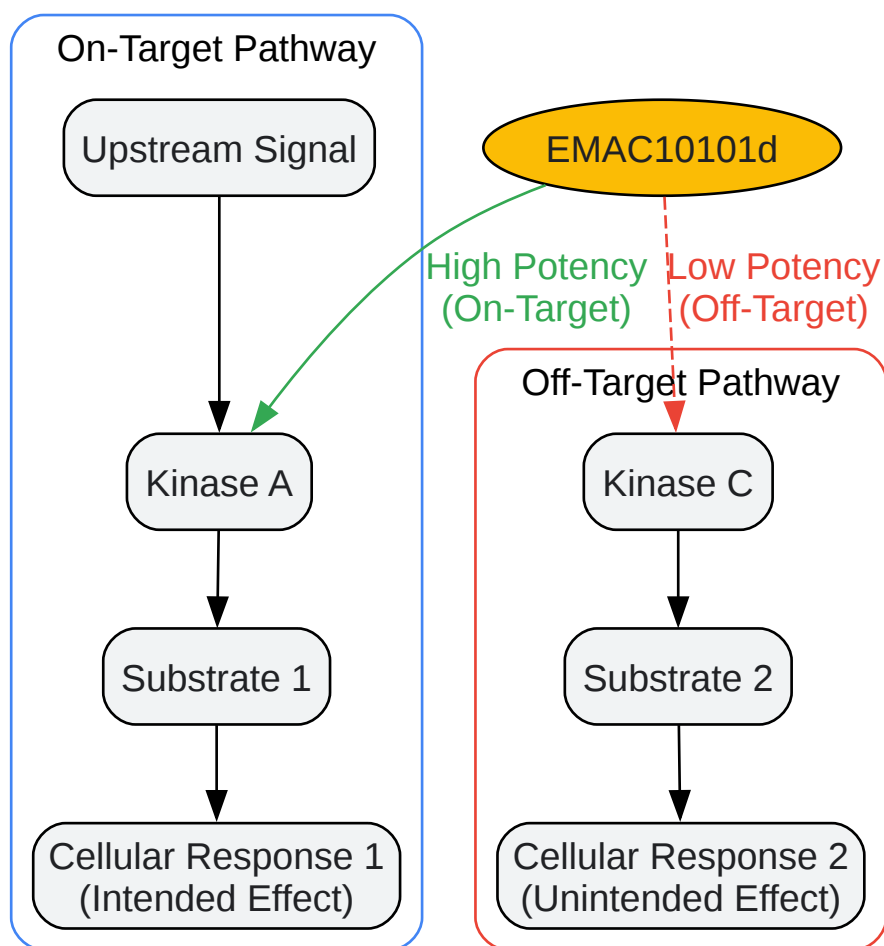 On-Target Pathway
Upstream Signal
EMAC10101d
High Potency
(On-Target)
Low Potency
(Off-Target)
Off-Target Pathway
Kinase A
Kinase C
Substrate 1
Substrate 2
Cellular Response 1
(Intended Effect)
Cellular Response 2
(Unintended Effect)